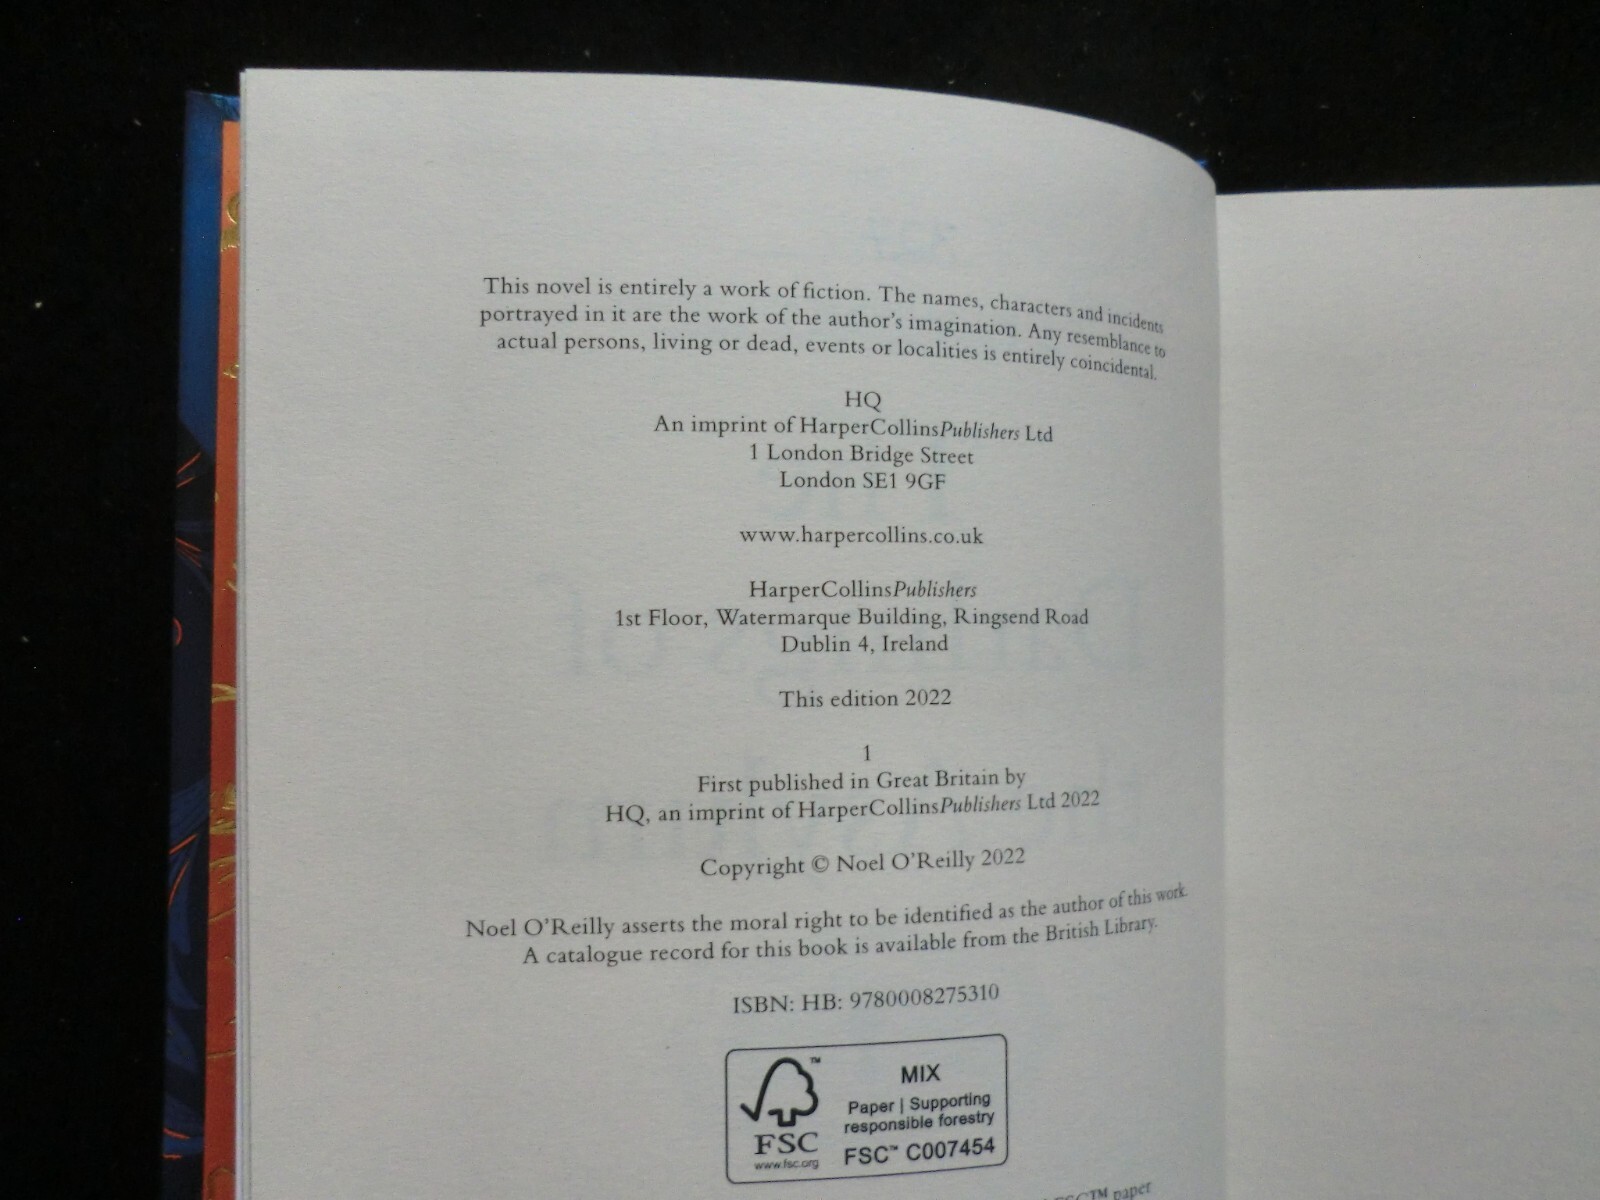 This novel is entirely a work of fiction. The names, characters and incidents
portrayed in it are the work of the author's imagination. Any resemblance to
actual persons, living or dead, events or localities is entirely coincidental.
HQ
An imprint of HarperCollinsPublishers Ltd
1 London Bridge Street
London SE1 9GF
www.harpercollins.co.uk
HarperCollinsPublishers
1st Floor, Watermarque Building, Ringsend Road
Dublin 4, Ireland
This edition 2022
1
First published in Great Britain by
HQ, an imprint of HarperCollinsPublishers Ltd 2022
Copyright © Noel O'Reilly 2022
Noel O'Reilly asserts the moral right to be identified as the author of this work.
A catalogue record for this book is available from the British Library.
ISBN: HB: 9780008275310
FSC
www.fsc.org
MIX
Paper | Supporting
responsible forestry
FSC™ C007454
FSC™ paper